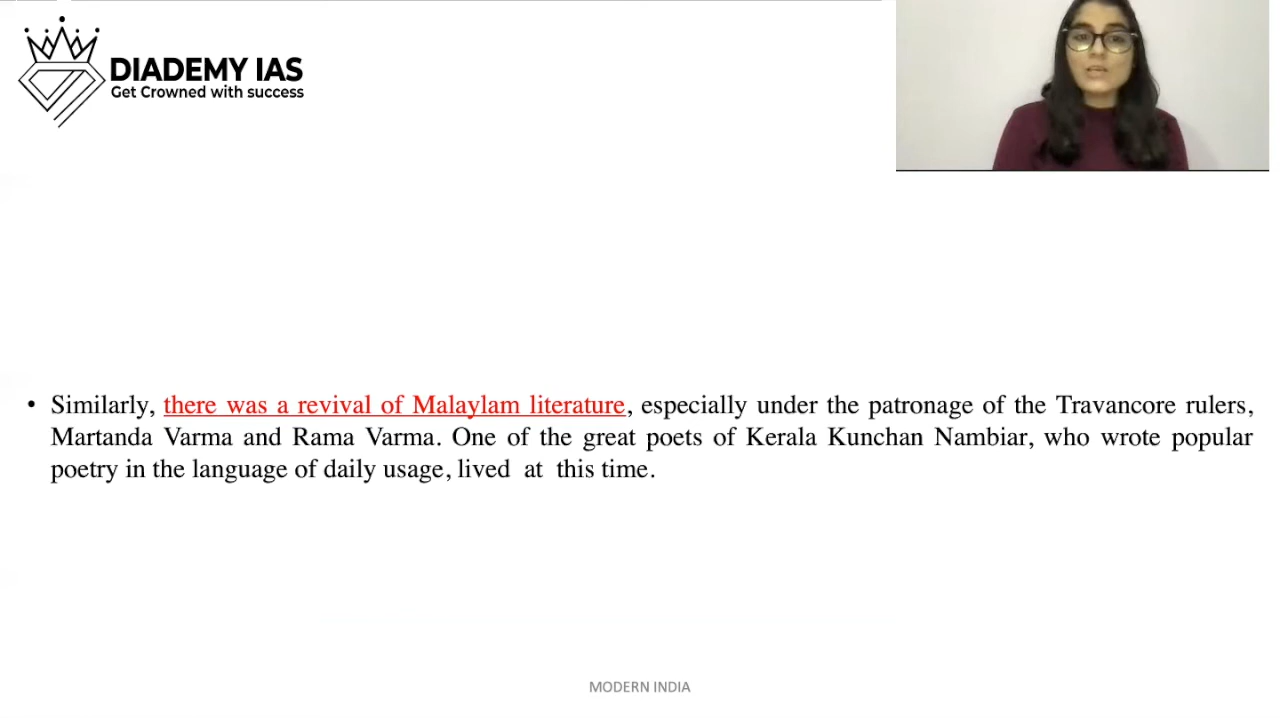 DIADEMY IAS
Get Crowned with success
• Similarly, there was a revival of Malaylam literature, especially under the patronage of the Travancore rulers,
Martanda Varma and Rama Varma. One of the great poets of Kerala Kunchan Nambiar, who wrote popular
poetry in the language of daily usage, lived at this time.
MODERN INDIA